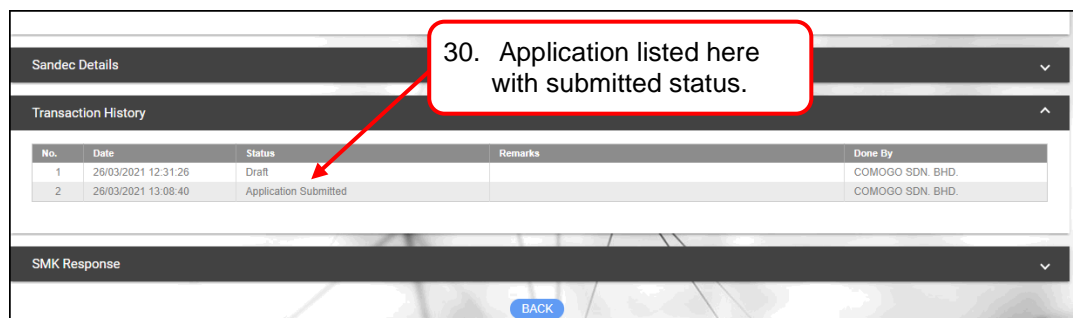 30. Application listed here
with submitted status.
Sandec Details
Transaction History
No. Date Status Remarks Done By
1 26/03/2021 12:31:26 Draft COMOGO SDN. BHD.
2 26/03/2021 13:08:40 Application Submitted COMOGO SDN. BHD.
SMK Response
BACK